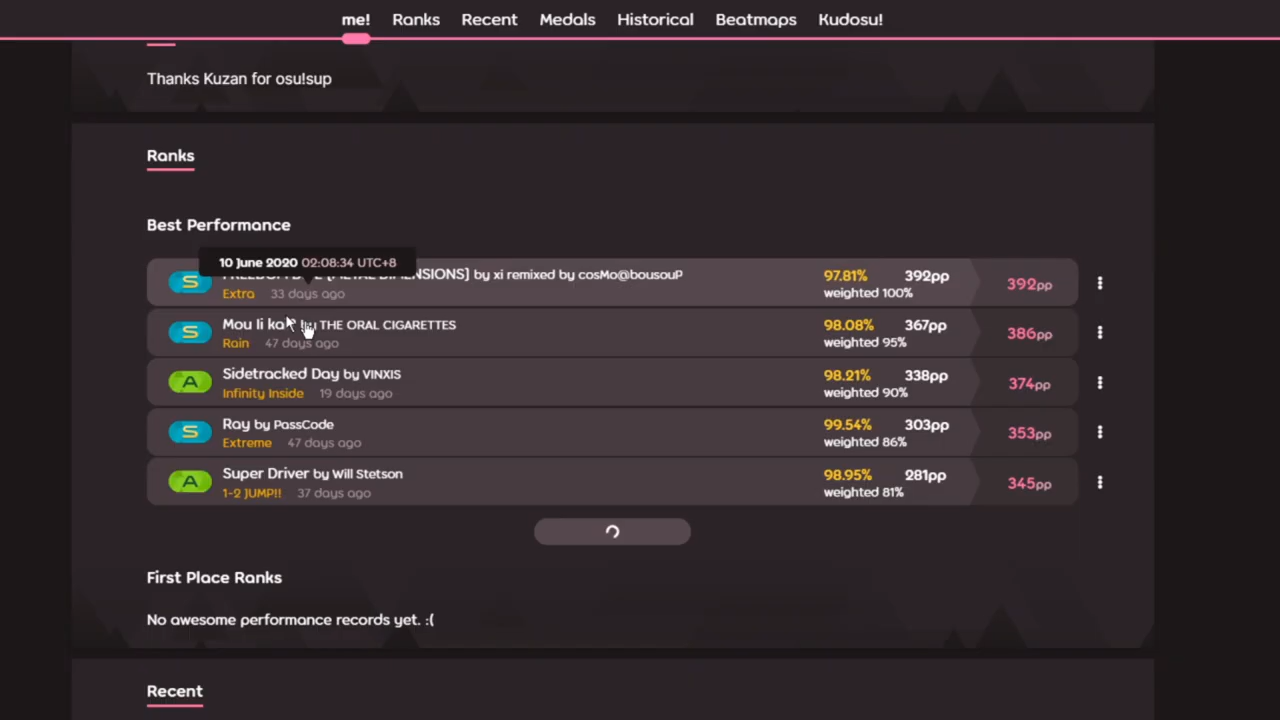 me! Ranks Recent Medals Historical Beatmaps Kudosu!
Thanks Kuzan for osu!sup
Ranks
Best Performance
10 June 2020 02:08:34 UTC+8
by xi remixed by cosMo@bousouP
S
97.81% 392pp
392pp
Extra 33 days ago
weighted 100%
Mou Ii by THE ORAL CIGARETTES
S
98.08% 367pp
386pp
Rain 47 days ago
weighted 95%
Sidetracked Day by VINXIS
A
98.21% 338pp
374pp
Infinity Inside 19 days ago
weighted 90%
Ray by PassCode
S
99.54% 303pp
353pp
Extreme 47 days ago
weighted 86%
Super Driver by Will Stetson
A
98.95% 281pp
345pp
1-2 JUMP!! 37 days ago
weighted 81%
First Place Ranks
No awesome performance records yet. :(
Recent